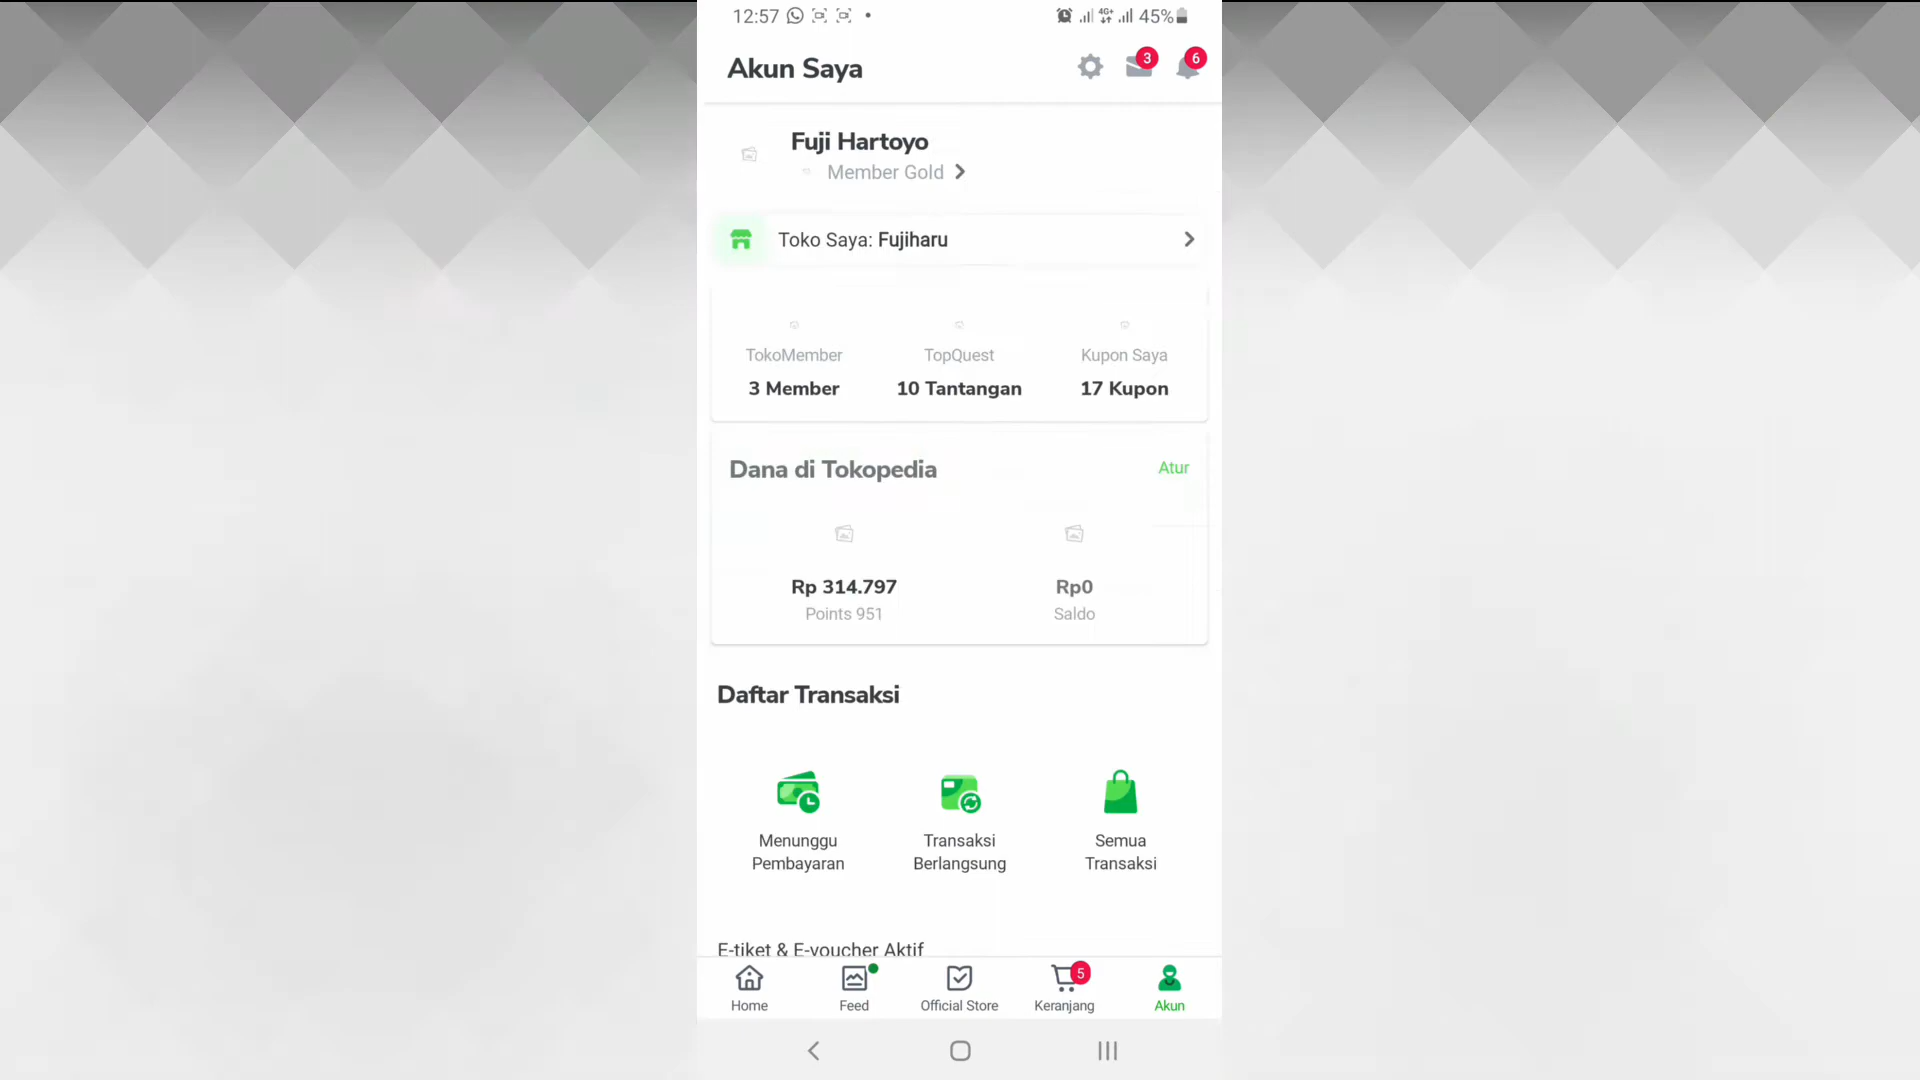 12:57
4G+
45%
Akun Saya
3
6
Fuji Hartoyo
Member Gold
Toko Saya: Fujiharu
TokoMember
TopQuest
Kupon Saya
3 Member
10 Tantangan
17 Kupon
Dana di Tokopedia
Atur
Rp 314.797
Rp0
Points 951
Saldo
Daftar Transaksi
Menunggu
Pembayaran
Transaksi
Berlangsung
Semua
Transaksi
E-tiket & E-voucher Aktif
5
Home
Feed
Official Store
Keranjang
Akun